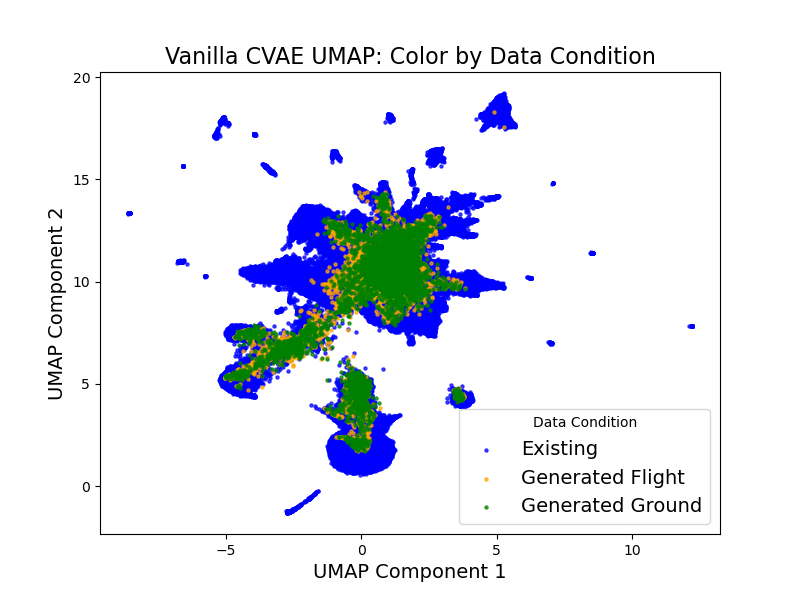 Vanilla CVAE UMAP: Color by Data Condition
UMAP Component 2
20
15
10
5
0
Data Condition
Existing
Generated Flight
Generated Ground
−5
0
5
10
UMAP Component 1